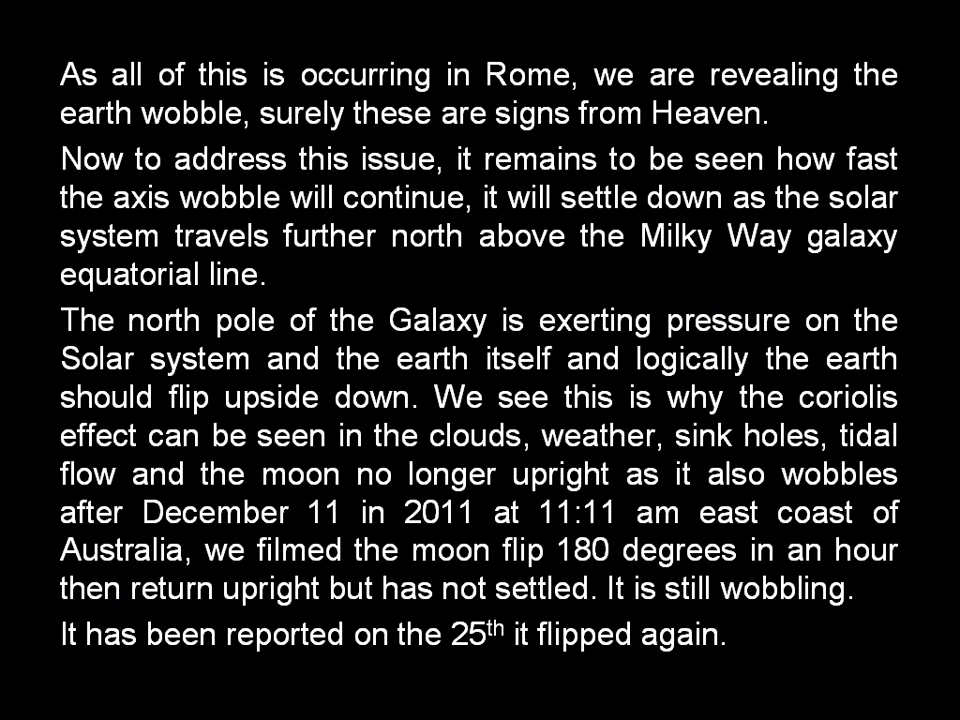 As all of this is occurring in Rome, we are revealing the
earth wobble, surely these are signs from Heaven.
Now to address this issue, it remains to be seen how fast
the axis wobble will continue, it will settle down as the solar
system travels further north above the Milky Way galaxy
equatorial line.
The north pole of the Galaxy is exerting pressure on the
Solar system and the earth itself and logically the earth
should flip upside down. We see this is why the coriolis
effect can be seen in the clouds, weather, sink holes, tidal
flow and the moon no longer upright as it also wobbles
after December 11 in 2011 at 11:11 am east coast of
Australia, we filmed the moon flip 180 degrees in an hour
then return upright but has not settled. It is still wobbling.
It has been reported on the 25th it flipped again.